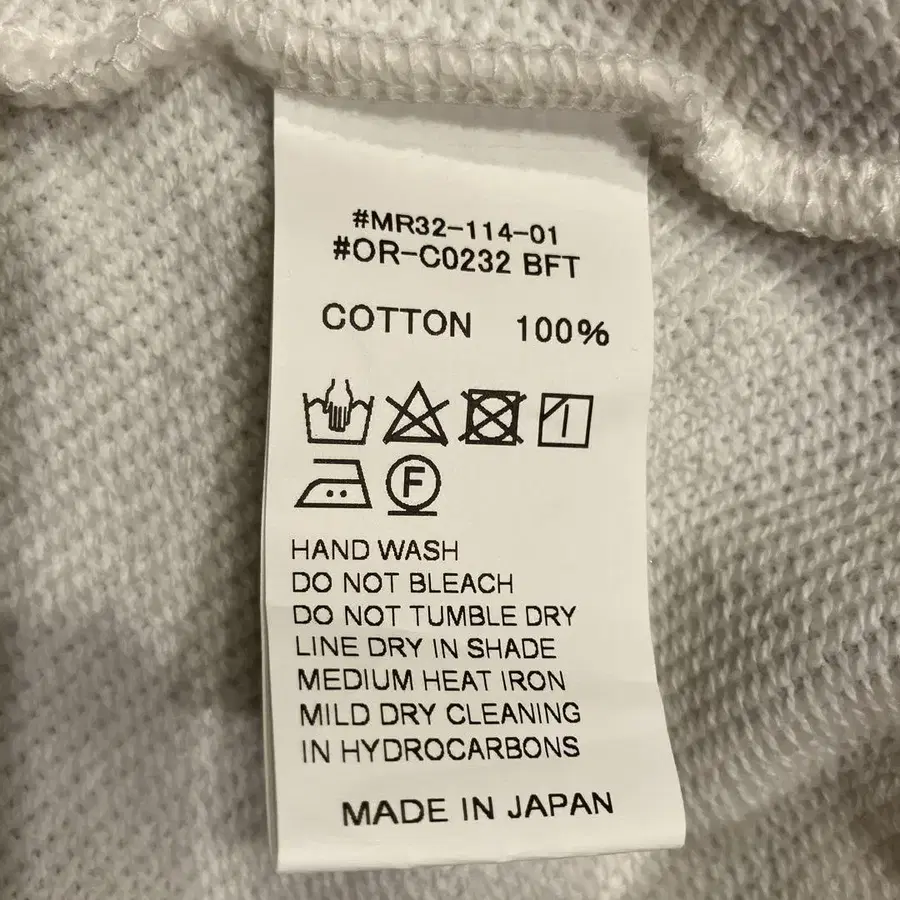 #MR32-114-01
#OR-C0232 BFT
COTTON 100%
F
HAND WASH
DO NOT BLEACH
DO NOT TUMBLE DRY
LINE DRY IN SHADE
MEDIUM HEAT IRON
MILD DRY CLEANING
IN HYDROCARBONS
MADE IN JAPAN